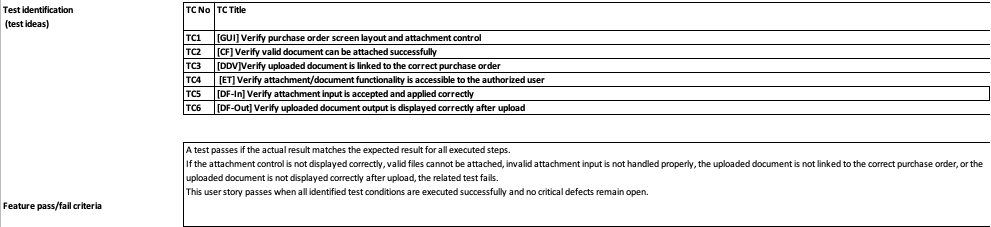 Test identification
(test ideas)
TC No TC Title
TC1 [GUI] Verify purchase order screen layout and attachment control
TC2 [CF] Verify valid document can be attached successfully
TC3 [DDV]Verify uploaded document is linked to the correct purchase order
TC4 [ET] Verify attachment/document functionality is accessible to the authorized user
TC5 [DF-In] Verify attachment input is accepted and applied correctly
TC6 [DF-Out] Verify uploaded document output is displayed correctly after upload
A test passes if the actual result matches the expected result for all executed steps.
If the attachment control is not displayed correctly, valid files cannot be attached, invalid attachment input is not handled properly, the uploaded document is not linked to the correct purchase order, or the
uploaded document is not displayed correctly after upload, the related test fails.
This user story passes when all identified test conditions are executed successfully and no critical defects remain open.
Feature pass/fail criteria